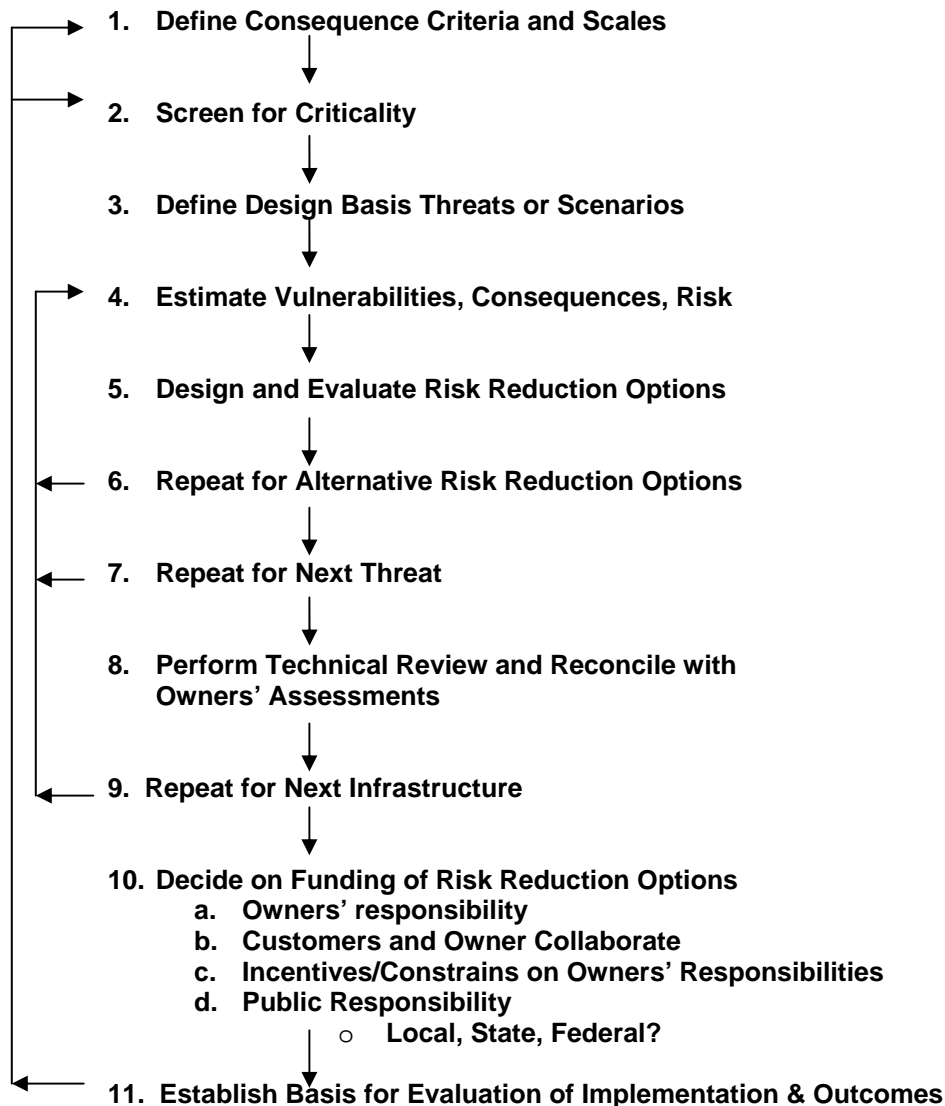 1. Define Consequence Criteria and Scales
2. Screen for Criticality
3. Define Design Basis Threats or Scenarios
4. Estimate Vulnerabilities, Consequences, Risk
5. Design and Evaluate Risk Reduction Options
6. Repeat for Alternative Risk Reduction Options
7. Repeat for Next Threat
8. Perform Technical Review and Reconcile with
Owners’ Assessments
9. Repeat for Next Infrastructure
10. Decide on Funding of Risk Reduction Options
a. Owners’ responsibility
b. Customers and Owner Collaborate
c. Incentives/Constrains on Owners’ Responsibilities
d. Public Responsibility
o Local, State, Federal?
11. Establish Basis for Evaluation of Implementation & Outcomes